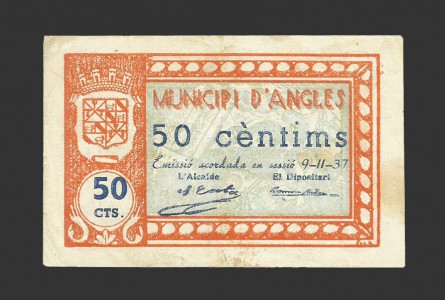 MUNICIPI D'ANGLES
50 cèntims
Emissió acordada en sessió 9-11-37
L'Alcalde El Dipositari
50
CTS.